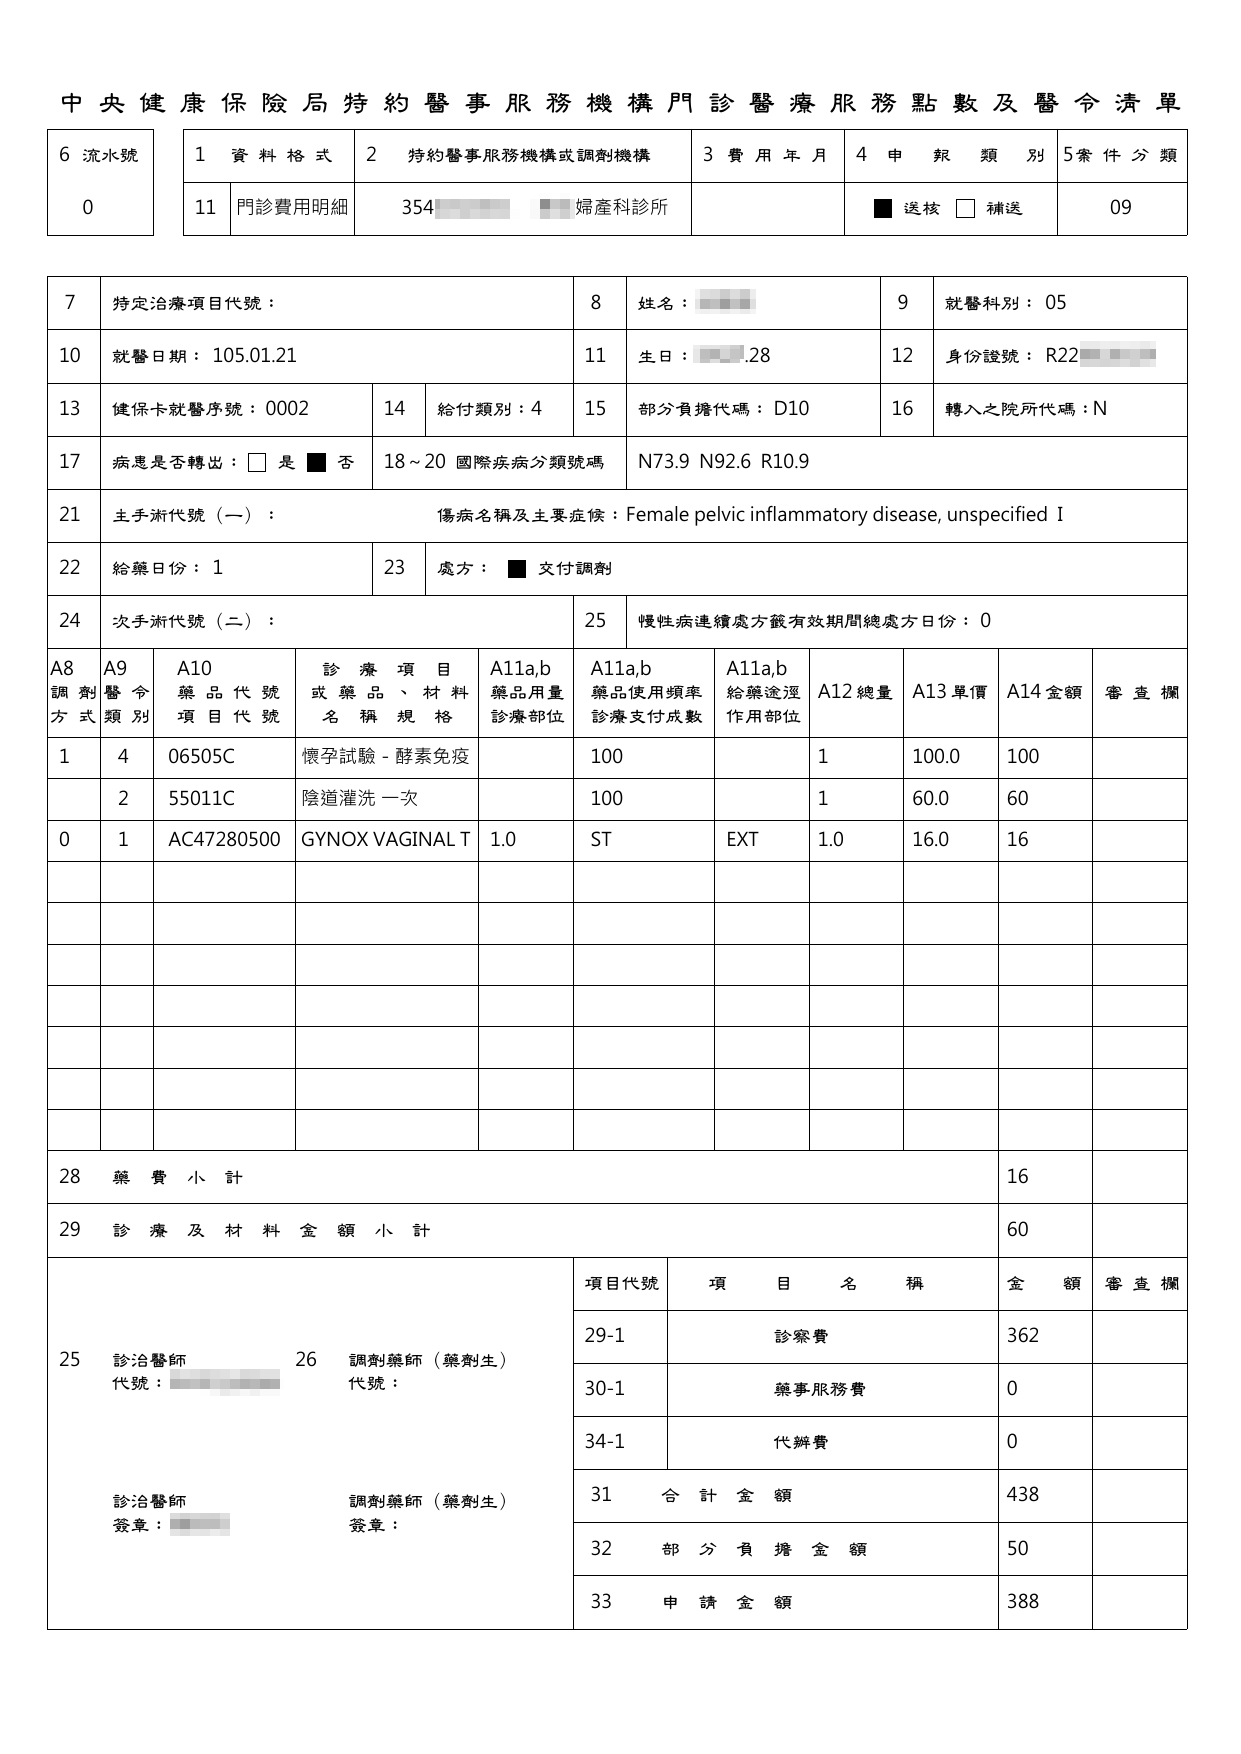 中央健康保險局特約醫事服務機構門診醫療服務點數及醫令清單
6 流水號 1 資料格式 2 特約醫事服務機構或調劑機構 3 費用年月 4 申報類別 5案件分類
0 11 門診費用明細 354 婦產科診所 ■ 送核 □ 補送 09
7 特定治療項目代號： 8 姓名： 9 就醫科別： 05
10 就醫日期： 105.01.21 11 生日： .28 12 身份證號： R22
13 健保卡就醫序號：0002 14 給付類別：4 15 部分負擔代碼： D10 16 轉入之院所代碼：N
17 病患是否轉出：□ 是 ■ 否 18～20 國際疾病分類號碼 N73.9 N92.6 R10.9
21 主手術代號（一）： 傷病名稱及主要症候：Female pelvic inflammatory disease, unspecified I
22 給藥日份： 1 23 處方： ■ 交付調劑
24 次手術代號（二）： 25 慢性病連續處方籤有效期間總處方日份： 0
A8 A9 A10 診療項目 A11a,b A11a,b A11a,b
調劑 醫令 藥品代號 或藥品、材料 藥品用量 藥品使用頻率 給藥途徑 A12 總量 A13 單價 A14 金額 審查欄
方式 類別 項目代號 名稱規格 診療部位 診療支付成數 作用部位
1 4 06505C 懷孕試驗 - 酵素免疫 100 1 100.0 100
2 55011C 陰道灌洗 一次 100 1 60.0 60
0 1 AC47280500 GYNOX VAGINAL T 1.0 ST EXT 1.0 16.0 16
28 藥費小計 16
29 診療及材料金額小計 60
項目代號 項目名稱 金額 審查欄
29-1 診察費 362
25 診治醫師 26 調劑藥師（藥劑生）
代號： 代號：
30-1 藥事服務費 0
34-1 代辦費 0
31 合計金額 438
診治醫師 調劑藥師（藥劑生）
簽章： 簽章：
32 部分負擔金額 50
33 申請金額 388